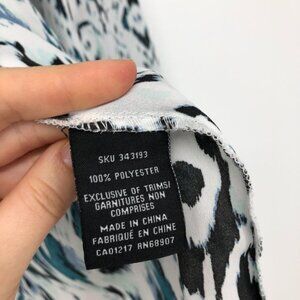 SKU 343193
100% POLYESTER
EXCLUSIVE OF TRIMS/
GARNITURES NON
COMPRISES
MADE IN CHINA
FABRIQUÉ EN CHINE
CA01217 RN68907